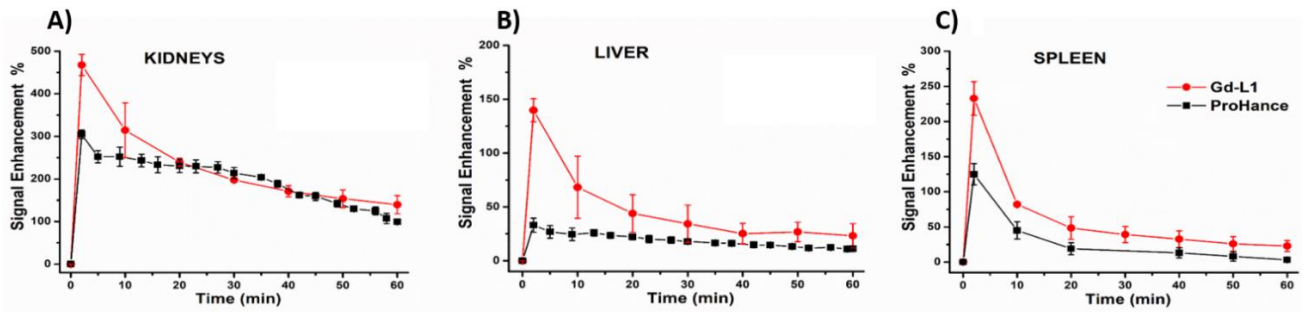 A)
KIDNEYS
Signal Enhancement %
500
400
300
200
100
0
0 10 20 30 40 50 60
Time (min)
B)
LIVER
Signal Enhancement %
200
150
100
50
0
0 10 20 30 40 50 60
Time (min)
C)
SPLEEN
Signal Enhancement %
300
250
200
150
100
50
0
0 10 20 30 40 50 60
Time (min)
Gd-L1
ProHance